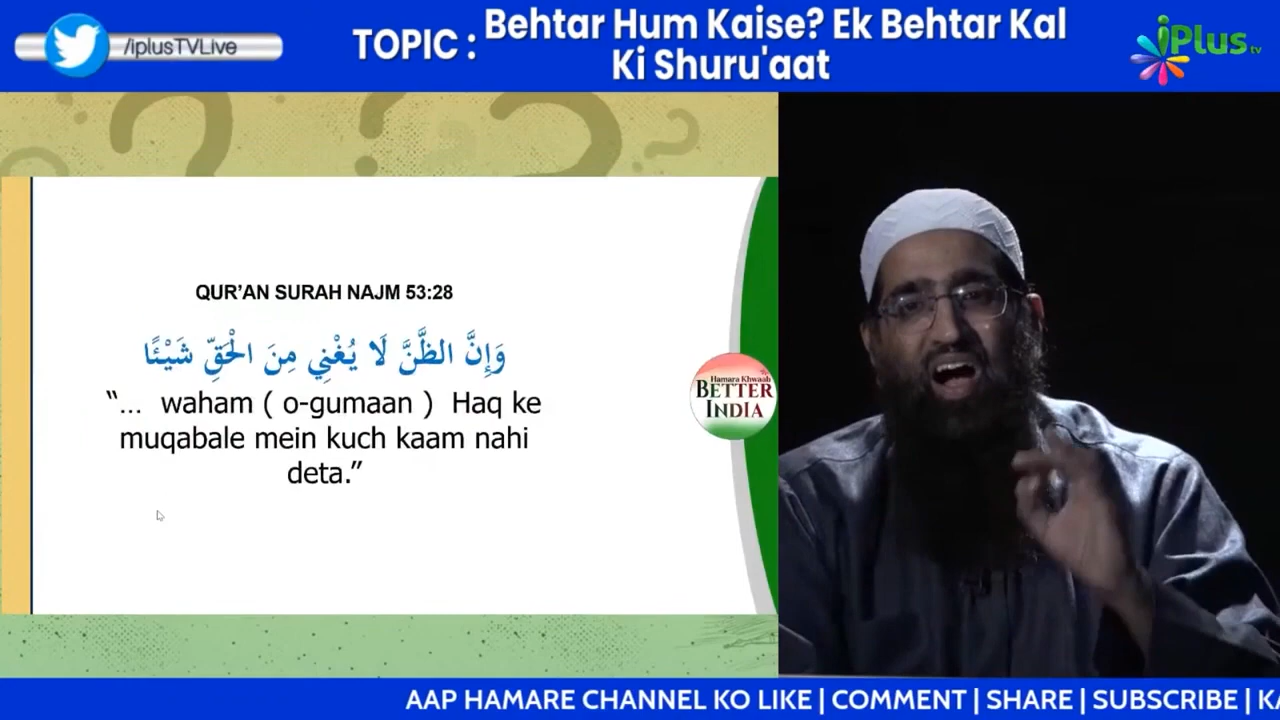 /iplusTVLive
TOPIC : Behtar Hum Kaise? Ek Behtar Kal
Ki Shuru'aat
iPlus tv
QUR'AN SURAH NAJM 53:28
وَإِنَّ الظَّنَّ لَا يُغْنِي مِنَ الْحَقِّ شَيْئًا
“... waham ( o-gumaan ) Haq ke
muqabale mein kuch kaam nahi
deta.”
Hamara Khwaab
BETTER
INDIA
AAP HAMARE CHANNEL KO LIKE | COMMENT | SHARE | SUBSCRIBE | KA